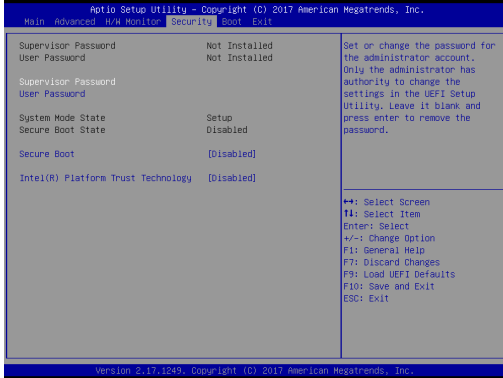 Aptio Setup Utility – Copyright (C) 2017 American Megatrends, Inc.
Main Advanced H/W Monitor Security Boot Exit
Supervisor Password Not Installed
User Password Not Installed
Supervisor Password
User Password
System Mode State Setup
Secure Boot State Disabled
Secure Boot [Disabled]
Intel(R) Platform Trust Technology [Disabled]
Set or change the password for
the administrator account.
Only the administrator has
authority to change the
settings in the UEFI Setup
Utility. Leave it blank and
press enter to remove the
password.
↔: Select Screen
↑↓: Select Item
Enter: Select
+/-: Change Option
F1: General Help
F7: Discard Changes
F9: Load UEFI Defaults
F10: Save and Exit
ESC: Exit
Version 2.17.1249. Copyright (C) 2017 American Megatrends, Inc.